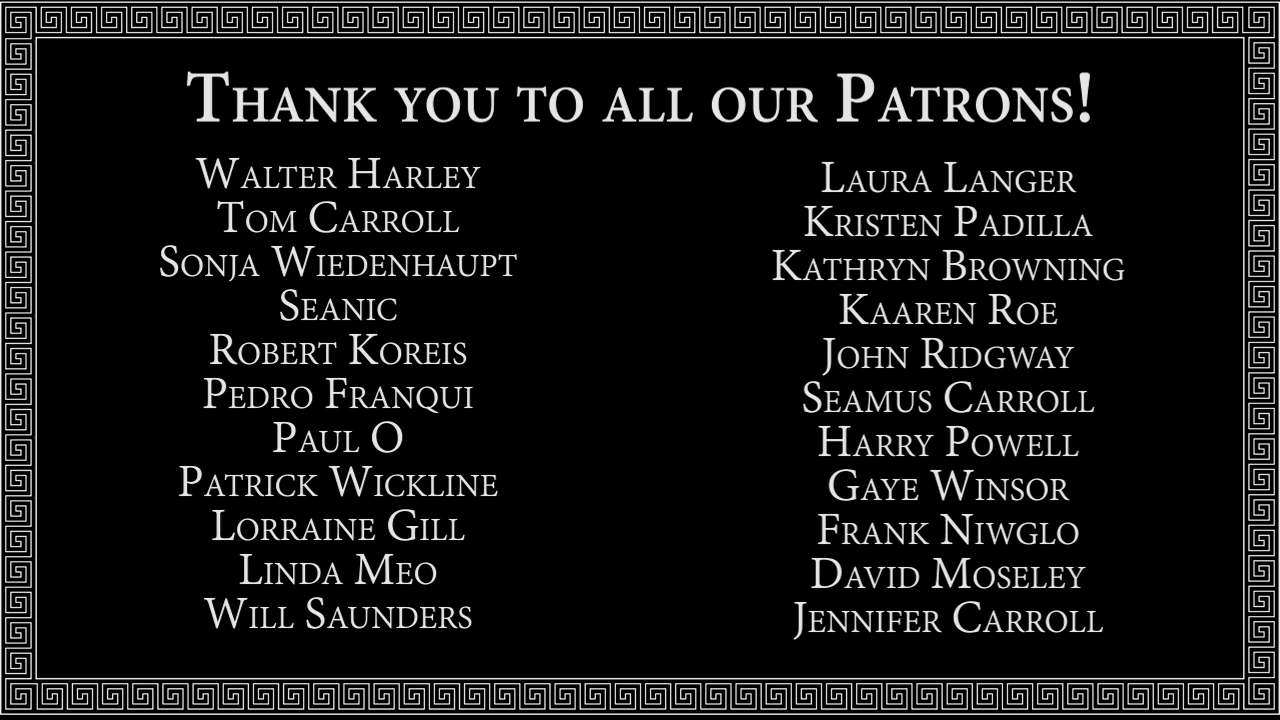 Thank you to all our Patrons!
Walter Harley
Tom Carroll
Sonja Wiedenhaupt
Seanic
Robert Koreis
Pedro Franqui
Paul O
Patrick Wickline
Lorraine Gill
Linda Meo
Will Saunders
Laura Langer
Kristen Padilla
Kathryn Browning
Kaaren Roe
John Ridgway
Seamus Carroll
Harry Powell
Gaye Winsor
Frank Niwglo
David Moseley
Jennifer Carroll